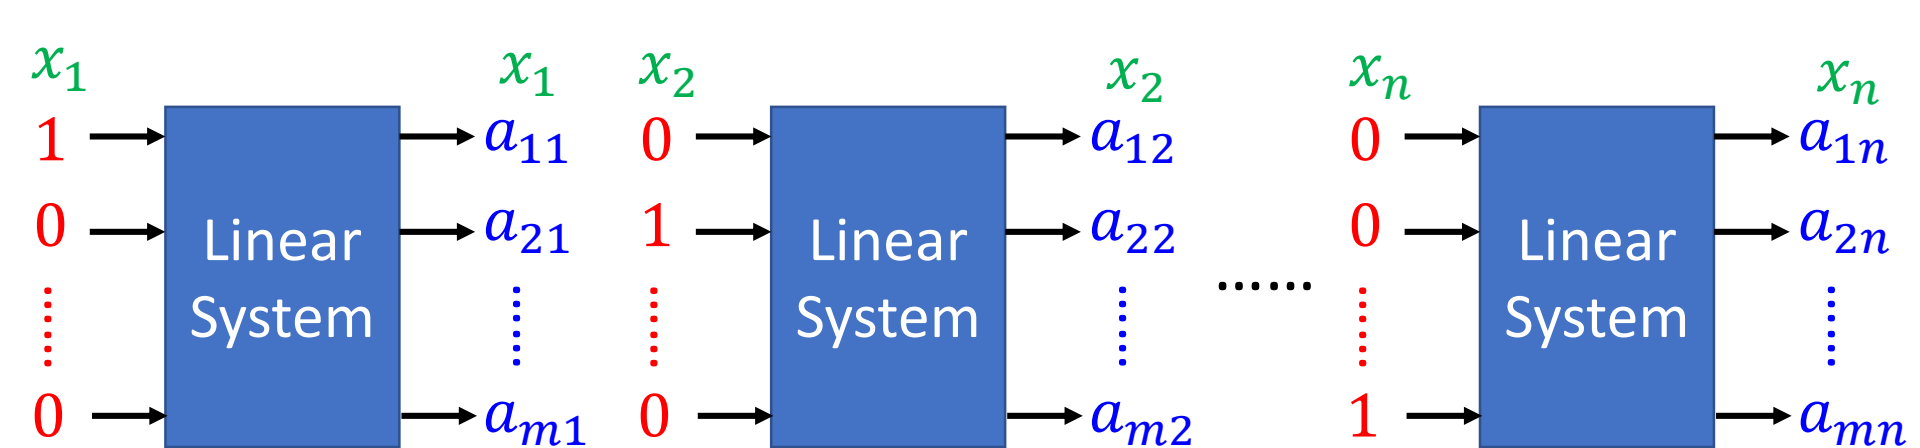 x₁ x₁ x₂ x₂ xₙ xₙ
1 a₁₁ 0 a₁₂ 0 a₁ₙ
0 a₂₁ 1 a₂₂ 0 a₂ₙ
Linear Linear Linear
⋮ ⋮ ⋮ ⋮ …… ⋮ ⋮
System System System
0 aₘ₁ 0 aₘ₂ 1 aₘₙ